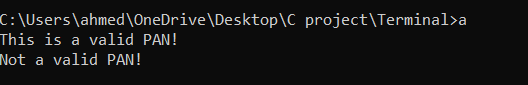 C:\Users\ahmed\OneDrive\Desktop\C project\Terminal>a
This is a valid PAN!
Not a valid PAN!